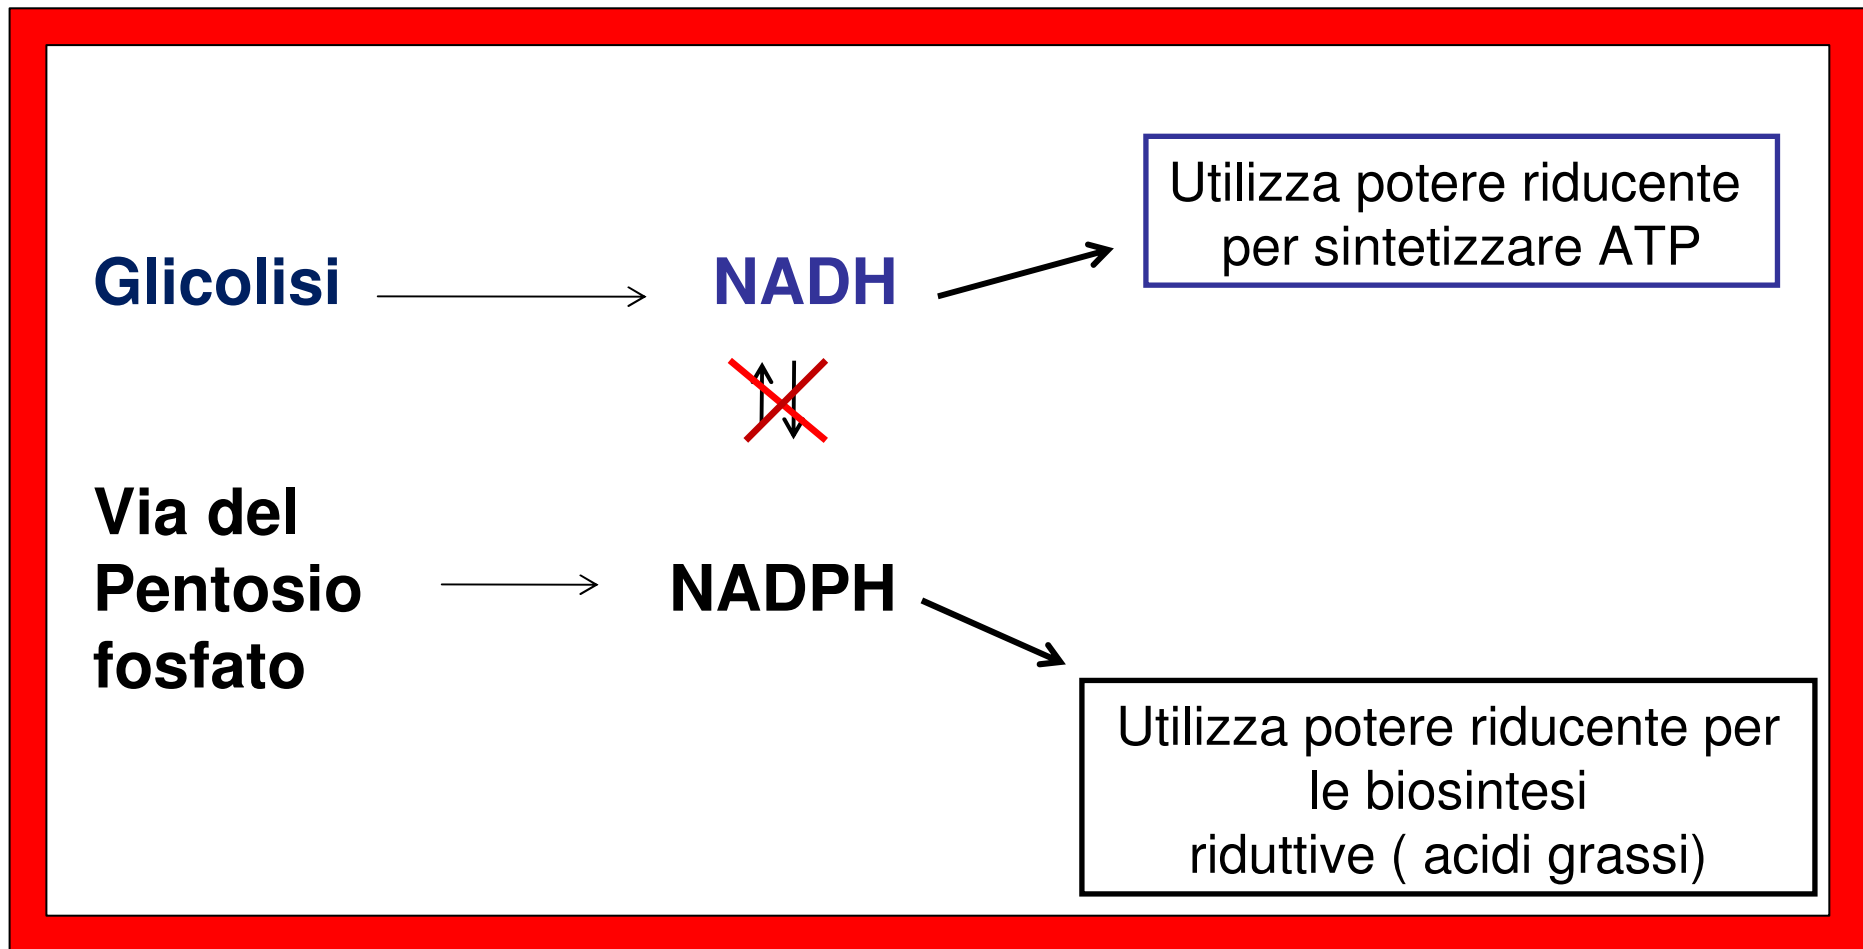 Utilizza potere riducente
per sintetizzare ATP
Glicolisi
NADH
Via del
Pentosio
fosfato
NADPH
Utilizza potere riducente per
le biosintesi
riduttive ( acidi grassi)